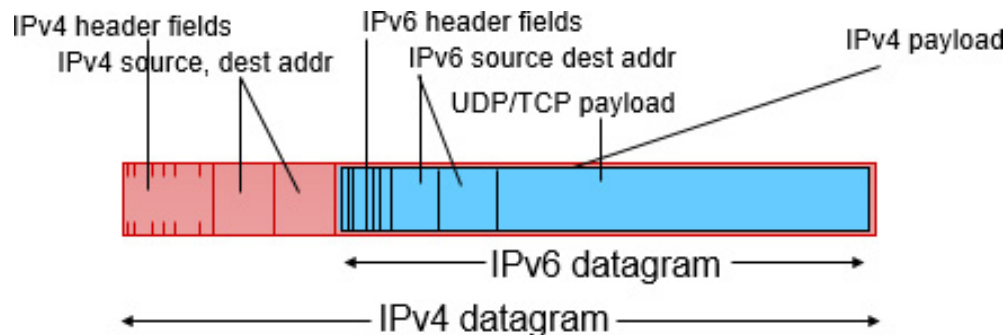 IPv4 header fields
IPv6 header fields
IPv4 payload
IPv4 source, dest addr
IPv6 source dest addr
UDP/TCP payload
IPv6 datagram
IPv4 datagram